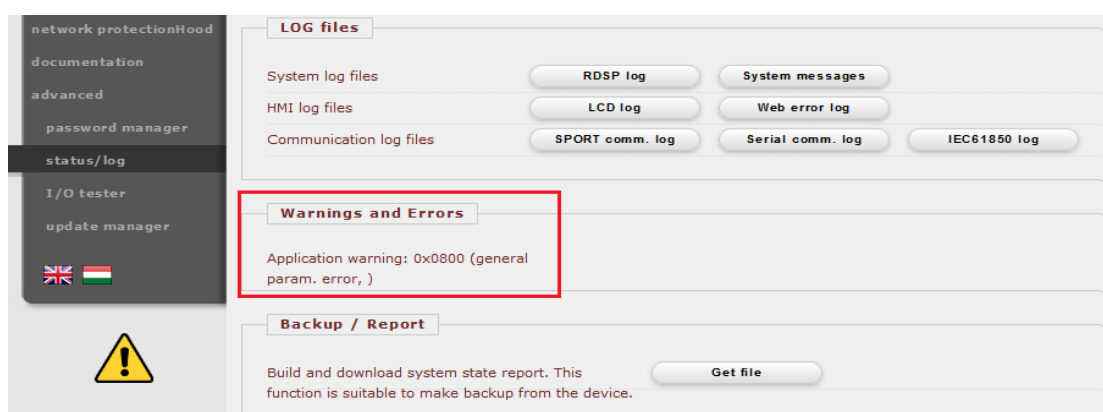 network protectionHood
documentation
advanced
password manager
status/log
I/O tester
update manager
LOG files
System log files RDSP log System messages
HMI log files LCD log Web error log
Communication log files SPORT comm. log Serial comm. log IEC61850 log
Warnings and Errors
Application warning: 0x0800 (general
param. error, )
Backup / Report
Build and download system state report. This Get file
function is suitable to make backup from the device.